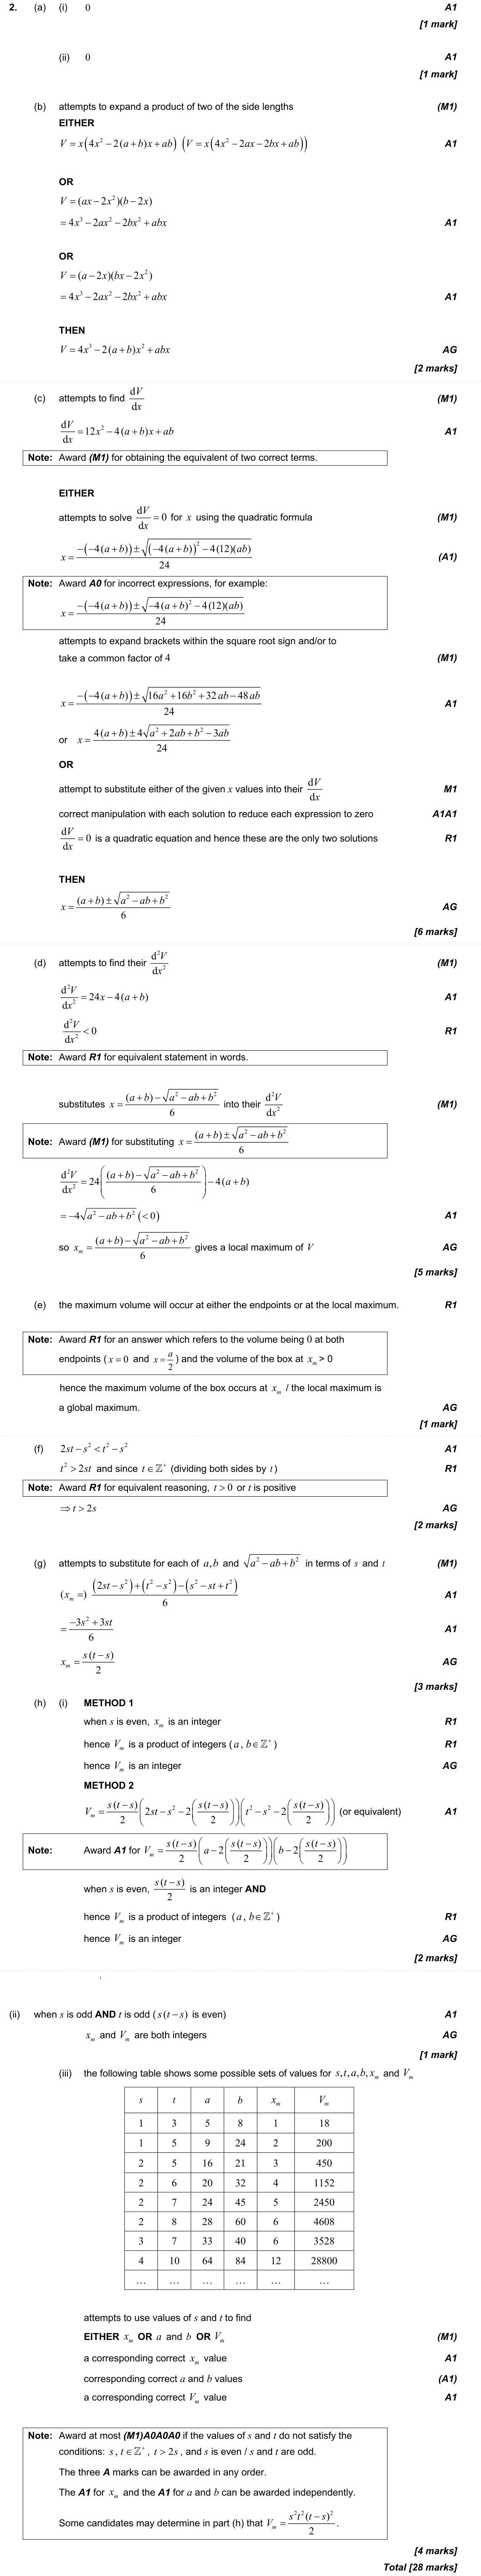 2. (a) (i) 0 A1
[1 mark]
(ii) 0 A1
[1 mark]
(b) attempts to expand a product of two of the side lengths (M1)
EITHER
V = x(4x² − 2(a + b)x + ab) (V = x(4x² − 2ax − 2bx + ab)) A1
OR
V = (ax − 2x²)(b − 2x)
= 4x³ − 2ax² − 2bx² + abx A1
OR
V = (a − 2x)(bx − 2x²)
= 4x³ − 2ax² − 2bx² + abx A1
THEN
V = 4x³ − 2(a + b)x² + abx AG
[2 marks]
(c) attempts to find dV/dx (M1)
dV/dx = 12x² − 4(a + b)x + ab A1
Note: Award (M1) for obtaining the equivalent of two correct terms.
EITHER
attempts to solve dV/dx = 0 for x using the quadratic formula (M1)
x = (−(−4(a + b)) ± √((−4(a + b))² − 4(12)(ab)))/24 (A1)
Note: Award A0 for incorrect expressions, for example:
x = (−(−4(a + b)) ± √(−4(a + b)² − 4(12)(ab)))/24
attempts to expand brackets within the square root sign and/or to
take a common factor of 4 (M1)
x = (−(−4(a + b)) ± √(16a² + 16b² + 32ab − 48ab))/24 A1
or x = (4(a + b) ± 4√(a² + 2ab + b² − 3ab))/24
OR
attempt to substitute either of the given x values into their dV/dx M1
correct manipulation with each solution to reduce each expression to zero A1A1
dV/dx = 0 is a quadratic equation and hence these are the only two solutions R1
THEN
x = ((a + b) ± √(a² − ab + b²))/6 AG
[6 marks]
(d) attempts to find their d²V/dx² (M1)
d²V/dx² = 24x − 4(a + b) A1
d²V/dx² < 0 R1
Note: Award R1 for equivalent statement in words.
substitutes x = ((a + b) − √(a² − ab + b²))/6 into their d²V/dx² (M1)
Note: Award (M1) for substituting x = ((a + b) ± √(a² − ab + b²))/6
d²V/dx² = 24(((a + b) − √(a² − ab + b²))/6) − 4(a + b)
= −4√(a² − ab + b²) (< 0) A1
so xₘ = ((a + b) − √(a² − ab + b²))/6 gives a local maximum of V AG
[5 marks]
(e) the maximum volume will occur at either the endpoints or at the local maximum. R1
Note: Award R1 for an answer which refers to the volume being 0 at both
endpoints (x = 0 and x = a/2) and the volume of the box at xₘ > 0
hence the maximum volume of the box occurs at xₘ / the local maximum is
a global maximum. AG
[1 mark]
(f) 2st − s² < t² − s² A1
t² > 2st and since t ∈ ℤ⁺ (dividing both sides by t) R1
Note: Award R1 for equivalent reasoning, t > 0 or t is positive
⇒ t > 2s AG
[2 marks]
(g) attempts to substitute for each of a, b and √(a² − ab + b²) in terms of s and t (M1)
(xₘ =) ((2st − s²) + (t² − s²) − (s² − st + t²))/6 A1
= (−3s² + 3st)/6 A1
xₘ = s(t − s)/2 AG
[3 marks]
(h) (i) METHOD 1
when s is even, xₘ is an integer R1
hence Vₘ is a product of integers (a, b ∈ ℤ⁺) R1
hence Vₘ is an integer AG
METHOD 2
Vₘ = s(t − s)/2 (2st − s² − 2(s(t − s)/2))(t² − s² − 2(s(t − s)/2)) (or equivalent) A1
Note: Award A1 for Vₘ = s(t − s)/2 (a − 2(s(t − s)/2))(b − 2(s(t − s)/2))
when s is even, s(t − s)/2 is an integer AND
hence Vₘ is a product of integers (a, b ∈ ℤ⁺) R1
hence Vₘ is an integer AG
[2 marks]
(ii) when s is odd AND t is odd (s(t − s) is even) A1
xₘ and Vₘ are both integers AG
[1 mark]
(iii) the following table shows some possible sets of values for s, t, a, b, xₘ and Vₘ
s t a b xₘ Vₘ
1 3 5 8 1 18
1 5 9 24 2 200
2 5 16 21 3 450
2 6 20 32 4 1152
2 7 24 45 5 2450
2 8 28 60 6 4608
3 7 33 40 6 3528
4 10 64 84 12 28800
… … … … … …
attempts to use values of s and t to find
EITHER xₘ OR a and b OR Vₘ (M1)
a corresponding correct xₘ value A1
corresponding correct a and b values (A1)
a corresponding correct Vₘ value A1
Note: Award at most (M1)A0A0A0 if the values of s and t do not satisfy the
conditions: s, t ∈ ℤ⁺, t > 2s, and s is even / s and t are odd.
The three A marks can be awarded in any order.
The A1 for xₘ and the A1 for a and b can be awarded independently.
Some candidates may determine in part (h) that Vₘ = s²t²(t − s)²/2.
[4 marks]
Total [28 marks]